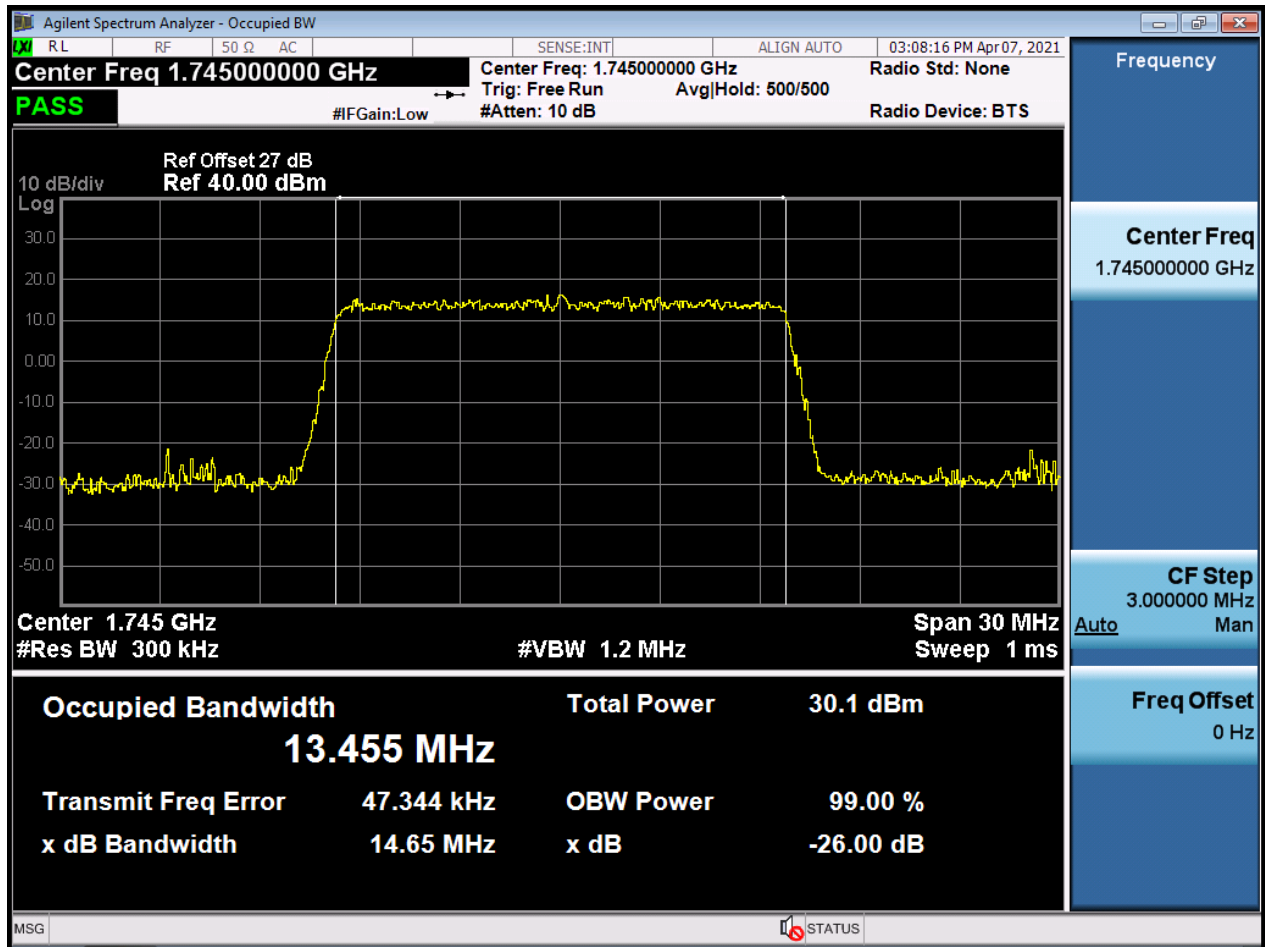 Agilent Spectrum Analyzer - Occupied BW
LXI RL RF 50 Ω AC SENSE:INT ALIGN AUTO 03:08:16 PM Apr 07, 2021
Center Freq 1.745000000 GHz
Center Freq: 1.745000000 GHz Radio Std: None
Trig: Free Run Avg|Hold: 500/500
PASS
#IFGain:Low #Atten: 10 dB Radio Device: BTS
Ref Offset 27 dB
10 dB/div Ref 40.00 dBm
Log
30.0
20.0
10.0
0.00
-10.0
-20.0
-30.0
-40.0
-50.0
Center 1.745 GHz Span 30 MHz
#Res BW 300 kHz #VBW 1.2 MHz Sweep 1 ms
Occupied Bandwidth Total Power 30.1 dBm
13.455 MHz
Transmit Freq Error 47.344 kHz OBW Power 99.00 %
x dB Bandwidth 14.65 MHz x dB -26.00 dB
Frequency
Center Freq
1.745000000 GHz
CF Step
3.000000 MHz
Auto Man
Freq Offset
0 Hz
MSG STATUS